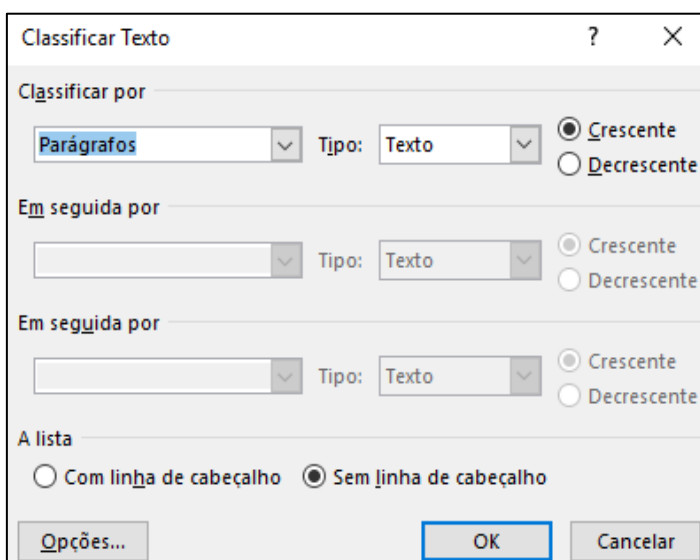 Classificar Texto ?
Classificar por
Parágrafos Tipo: Texto Crescente
Decrescente
Em seguida por
Tipo: Texto Crescente
Decrescente
Em seguida por
Tipo: Texto Crescente
Decrescente
A lista
Com linha de cabeçalho Sem linha de cabeçalho
Opções... OK Cancelar